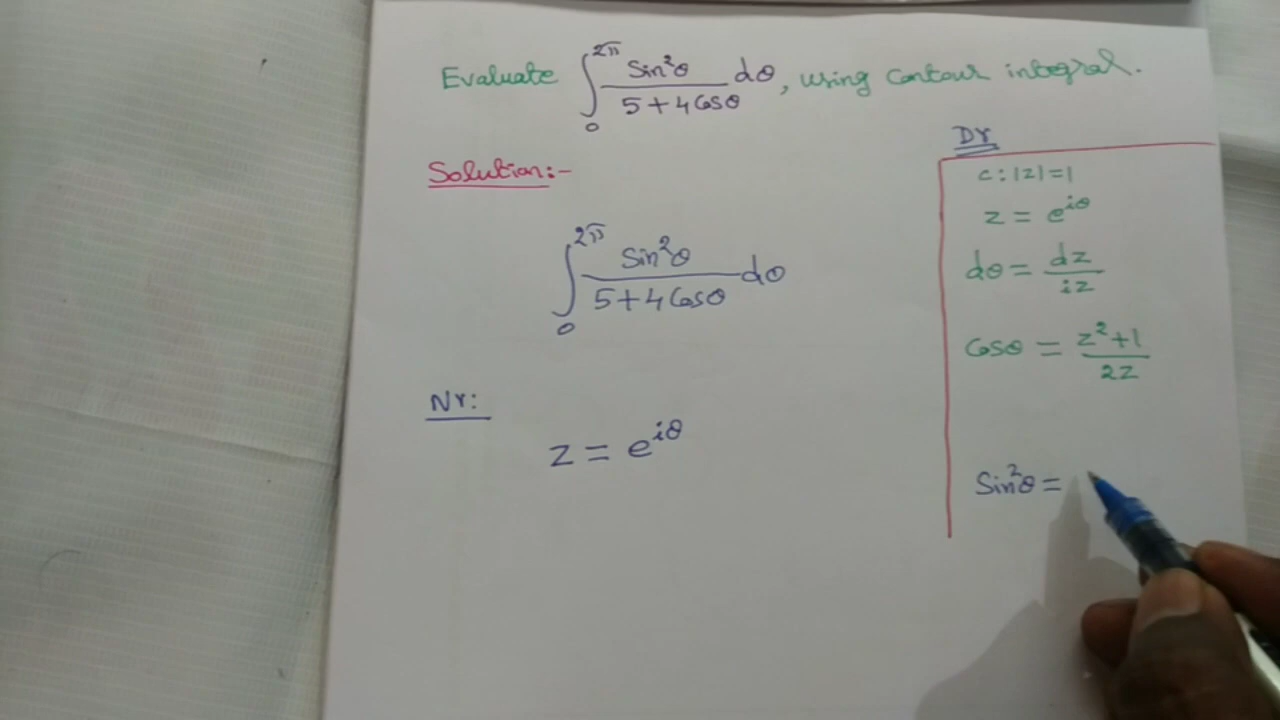 Evaluate ∫₀^2π Sin²θ / 5+4Cosθ dθ, using Contour integral.
Solution:-
∫₀^2π Sin²θ / 5+4Cosθ dθ
Nr:
z = e^iθ
Dr
c:|z|=1
z = e^iθ
dθ = dz / iz
Cosθ = z²+1 / 2z
Sin²θ =